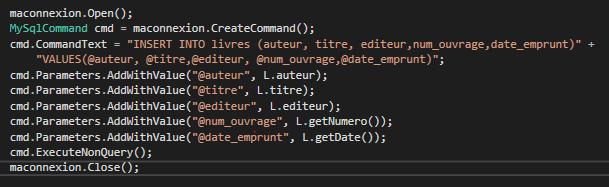 maconnexion.Open();
MySqlCommand cmd = maconnexion.CreateCommand();
cmd.CommandText = "INSERT INTO livres (auteur, titre, editeur,num_ouvrage,date_emprunt)" +
"VALUES(@auteur, @titre,@editeur, @num_ouvrage,@date_emprunt)";
cmd.Parameters.AddWithValue("@auteur", L.auteur);
cmd.Parameters.AddWithValue("@titre", L.titre);
cmd.Parameters.AddWithValue("@editeur", L.editeur);
cmd.Parameters.AddWithValue("@num_ouvrage", L.getNumero());
cmd.Parameters.AddWithValue("@date_emprunt", L.getDate());
cmd.ExecuteNonQuery();
maconnexion.Close();